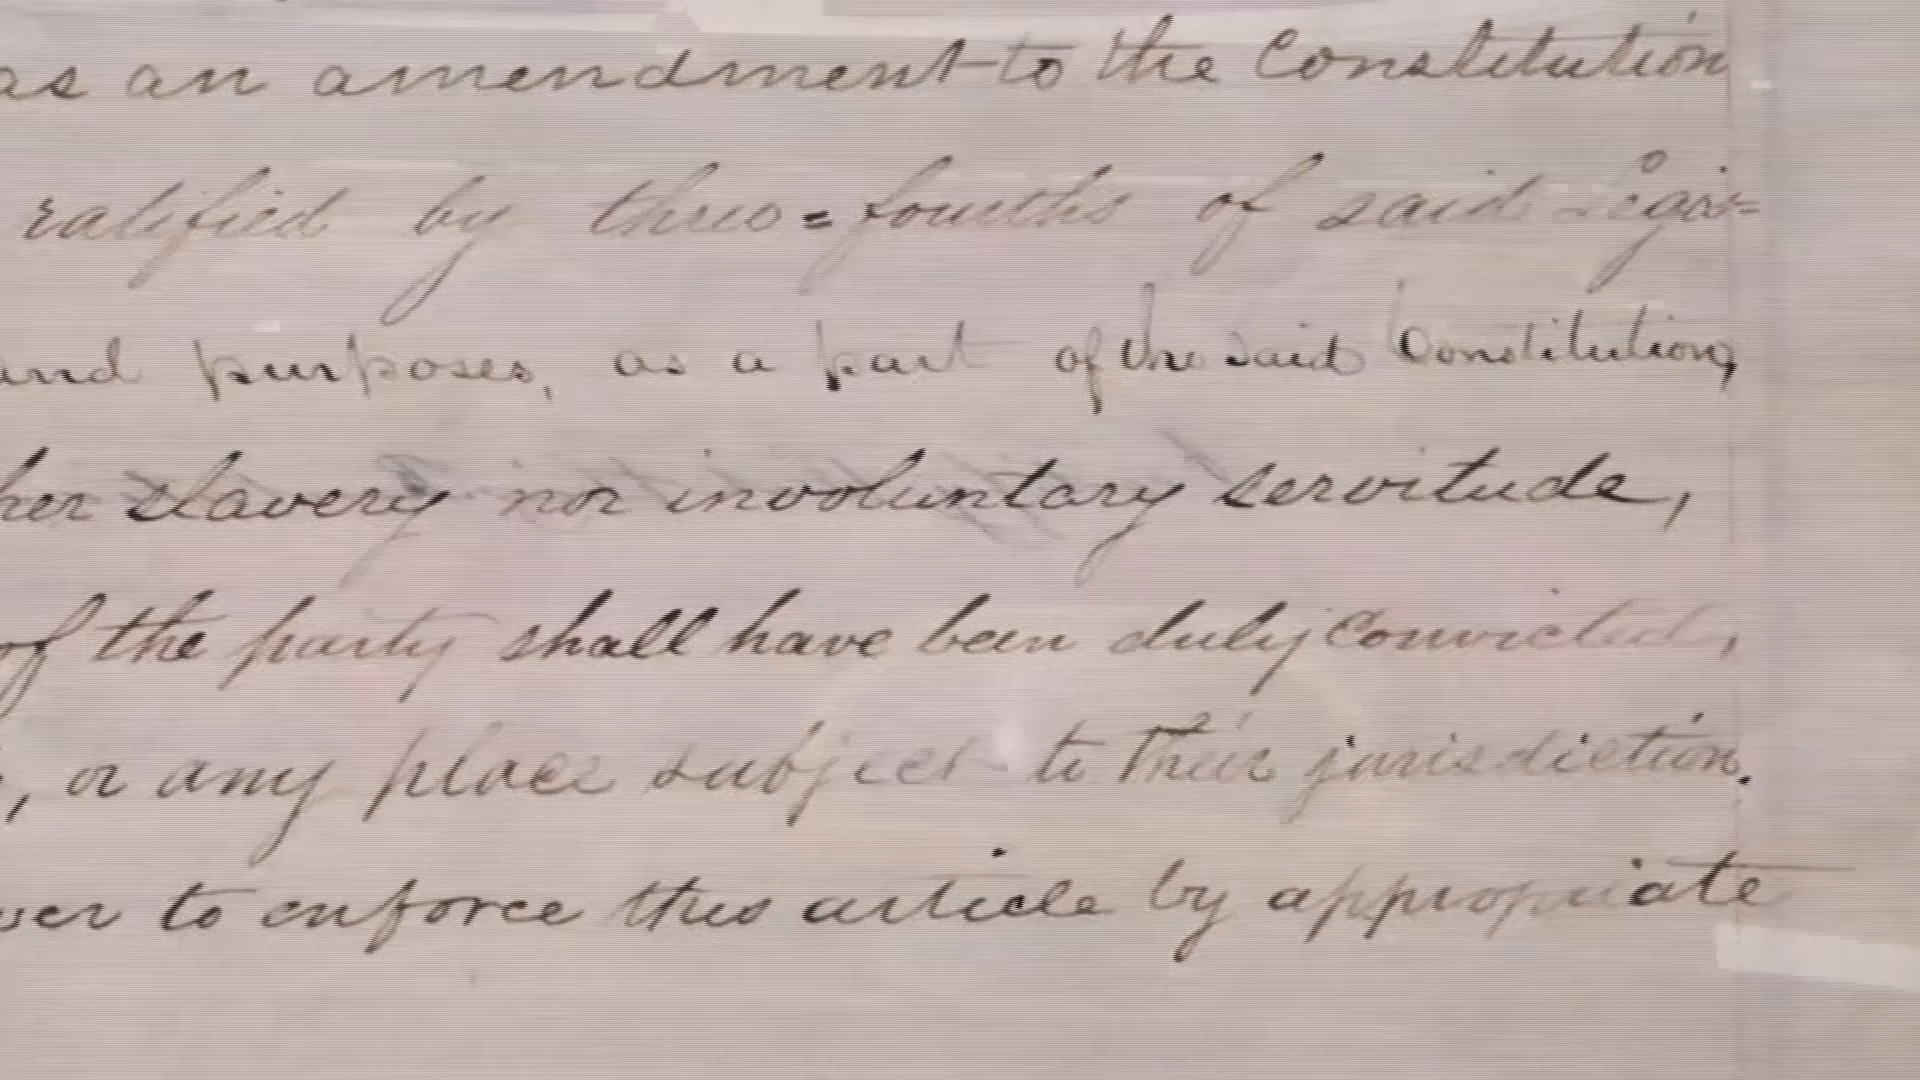 as an amendment to the Constitution
ratified by three=fourths of said Legis=
and purposes, as a part of the said Constitution,
her slavery nor involuntary servitude,
of the party shall have been duly convicted,
, or any place subject to their jurisdiction.
wer to enforce this article by appropriate